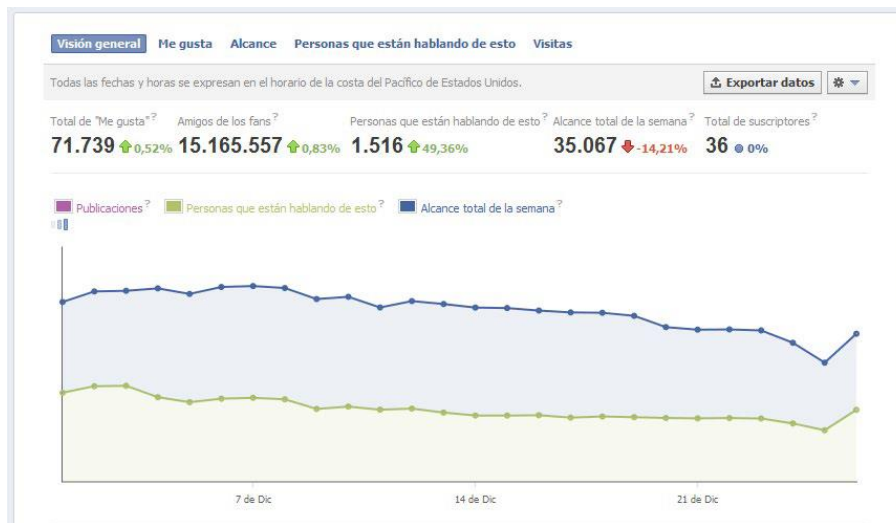 Visión general Me gusta Alcance Personas que están hablando de esto Visitas
Todas las fechas y horas se expresan en el horario de la costa del Pacífico de Estados Unidos. Exportar datos
Total de "Me gusta"? Amigos de los fans? Personas que están hablando de esto? Alcance total de la semana? Total de suscriptores?
71.739 0,52% 15.165.557 0,83% 1.516 49,36% 35.067 -14,21% 36 0%
Publicaciones? Personas que están hablando de esto? Alcance total de la semana?
7 de Dic 14 de Dic 21 de Dic